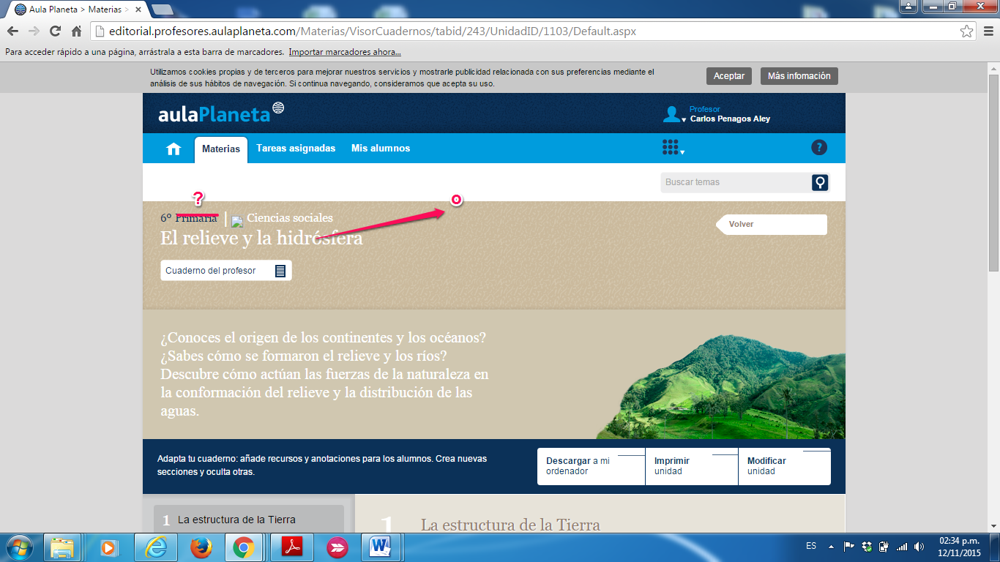 Aula Planeta > Materias >
editorial.profesores.aulaplaneta.com/Materias/VisorCuadernos/tabid/243/UnidadID/1103/Default.aspx
Para acceder rápido a una página, arrástrala a esta barra de marcadores. Importar marcadores ahora...
Utilizamos cookies propias y de terceros para mejorar nuestros servicios y mostrarle publicidad relacionada con sus preferencias mediante el
análisis de sus hábitos de navegación. Si continua navegando, consideramos que acepta su uso.
Aceptar
Más infomación
aulaPlaneta
Profesor
Carlos Penagos Aley
Materias
Tareas asignadas
Mis alumnos
?
Buscar temas
?
o
6º Primaria | Ciencias sociales
El relieve y la hidrósfera
Volver
Cuaderno del profesor
¿Conoces el origen de los continentes y los océanos?
¿Sabes cómo se formaron el relieve y los ríos?
Descubre cómo actúan las fuerzas de la naturaleza en
la conformación del relieve y la distribución de las
aguas.
Adapta tu cuaderno: añade recursos y anotaciones para los alumnos. Crea nuevas
secciones y oculta otras.
Descargar a mi
ordenador
Imprimir
unidad
Modificar
unidad
1 La estructura de la Tierra
1 La estructura de la Tierra
ES
02:34 p.m.
12/11/2015